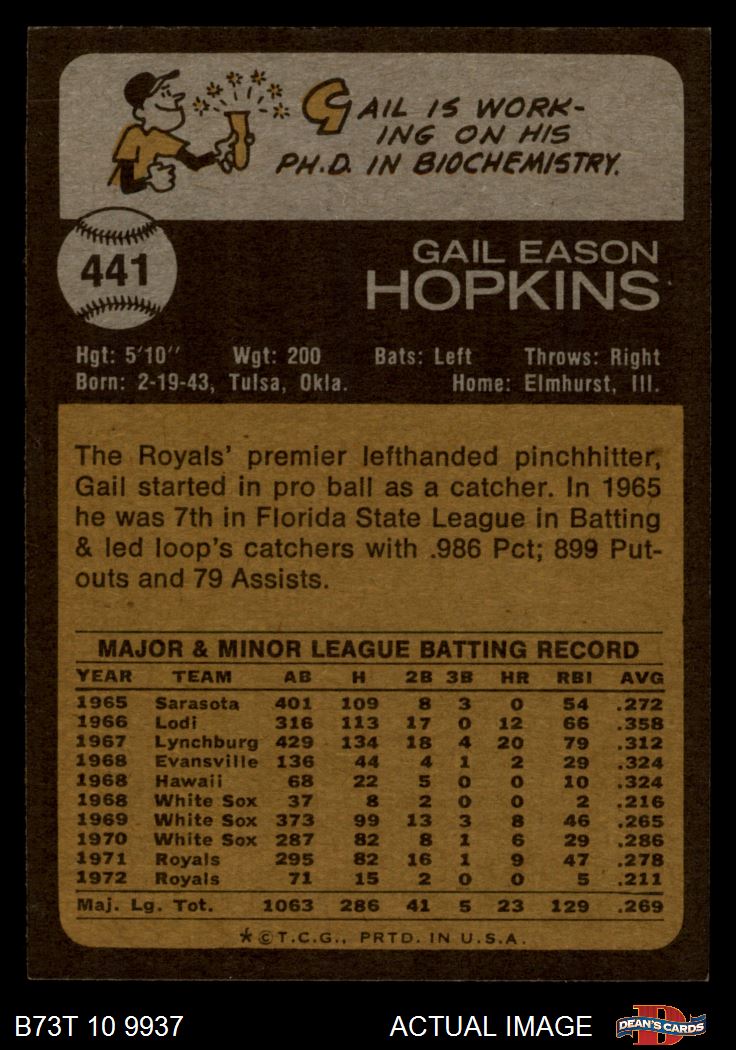 GAIL IS WORK-
ING ON HIS
PH.D. IN BIOCHEMISTRY.
441
GAIL EASON
HOPKINS
Hgt: 5'10" Wgt: 200 Bats: Left Throws: Right
Born: 2-19-43, Tulsa, Okla. Home: Elmhurst, Ill.
The Royals' premier lefthanded pinchhitter,
Gail started in pro ball as a catcher. In 1965
he was 7th in Florida State League in Batting
& led loop's catchers with .986 Pct; 899 Put-
outs and 79 Assists.
MAJOR & MINOR LEAGUE BATTING RECORD
YEAR TEAM AB H 2B 3B HR RBI AVG
1965 Sarasota 401 109 8 3 0 54 .272
1966 Lodi 316 113 17 0 12 66 .358
1967 Lynchburg 429 134 18 4 20 79 .312
1968 Evansville 136 44 4 1 2 29 .324
1968 Hawaii 68 22 5 0 0 10 .324
1968 White Sox 37 8 2 0 0 2 .216
1969 White Sox 373 99 13 3 8 46 .265
1970 White Sox 287 82 8 1 6 29 .286
1971 Royals 295 82 16 1 9 47 .278
1972 Royals 71 15 2 0 0 5 .211
Maj. Lg. Tot. 1063 286 41 5 23 129 .269
*©T.C.G., PRTD. IN U.S.A.
B73T 10 9937 ACTUAL IMAGE D DEAN'S CARDS